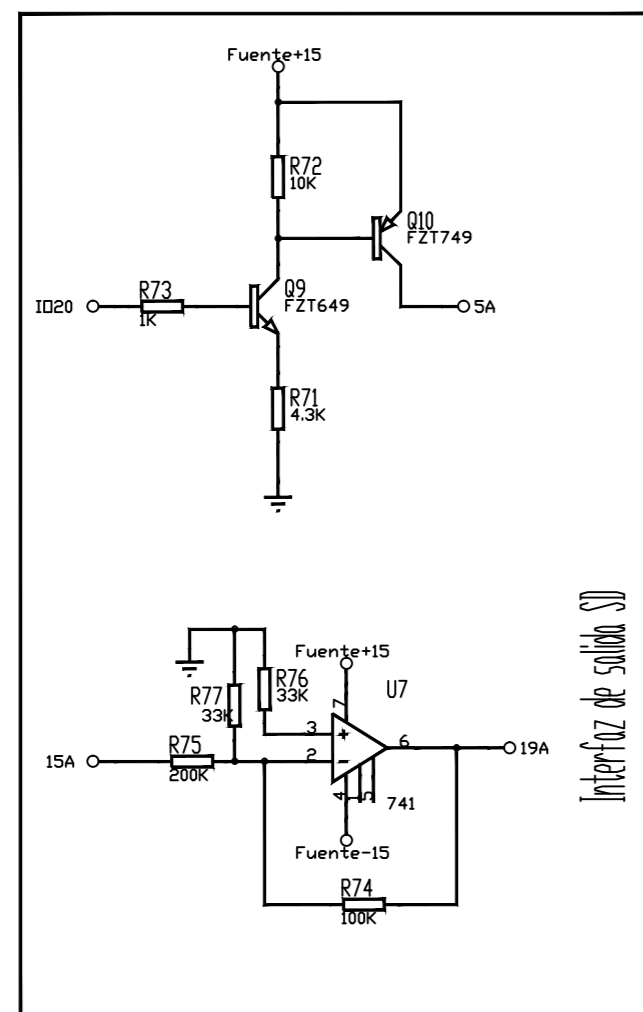 Fuente+15
R72
10K
Q10
FZT749
IO20
R73
1K
Q9
FZT649
5A
R71
4.3K
Fuente+15
R76
33K
R77
33K
U7
7
3
+
2
-
6
15A
R75
200K
19A
4
1
5
741
Fuente-15
R74
100K
Interfaz de salida SD